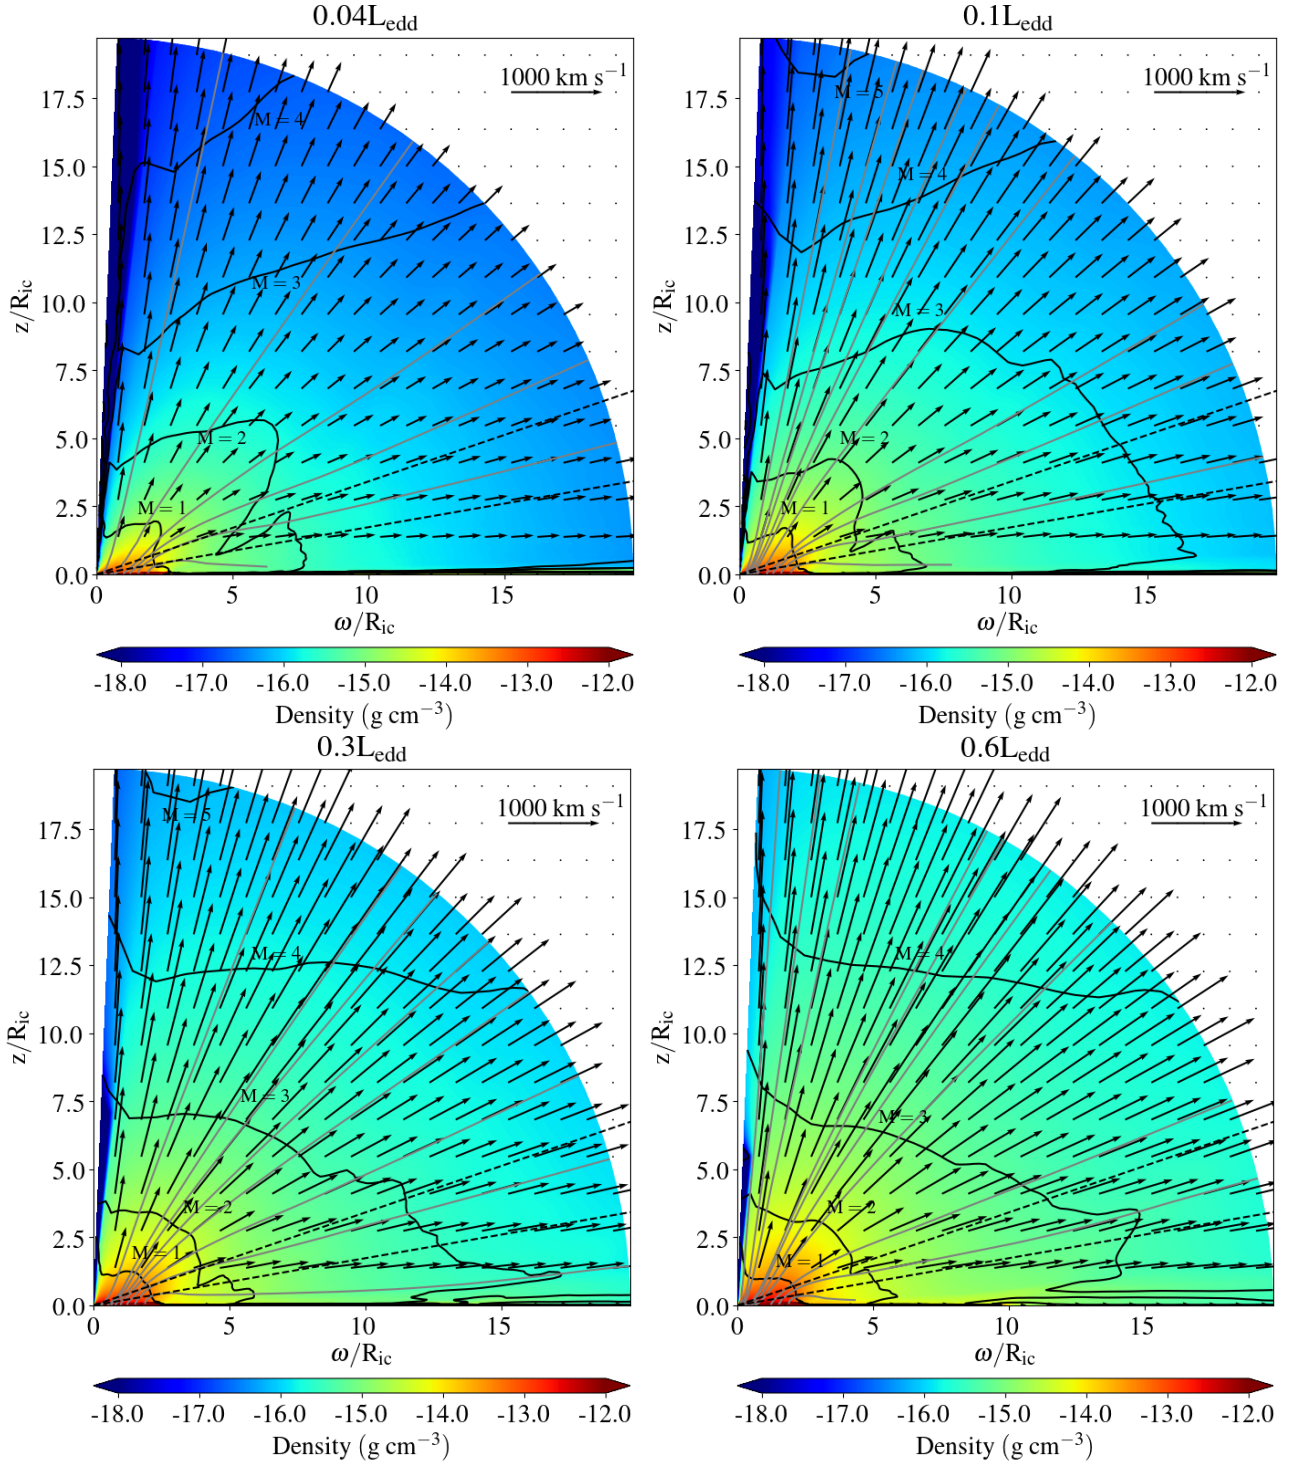 0.04L_edd
1000 km s⁻¹
M = 4
M = 3
M = 2
M = 1
17.5
15.0
12.5
10.0
7.5
5.0
2.5
0.0
z/R_ic
0 5 10 15
ω/R_ic
-18.0 -17.0 -16.0 -15.0 -14.0 -13.0 -12.0
Density (g cm⁻³)
0.1L_edd
1000 km s⁻¹
M = 5
M = 4
M = 3
M = 2
M = 1
17.5
15.0
12.5
10.0
7.5
5.0
2.5
0.0
z/R_ic
0 5 10 15
ω/R_ic
-18.0 -17.0 -16.0 -15.0 -14.0 -13.0 -12.0
Density (g cm⁻³)
0.3L_edd
1000 km s⁻¹
M = 5
M = 4
M = 3
M = 2
M = 1
17.5
15.0
12.5
10.0
7.5
5.0
2.5
0.0
z/R_ic
0 5 10 15
ω/R_ic
-18.0 -17.0 -16.0 -15.0 -14.0 -13.0 -12.0
Density (g cm⁻³)
0.6L_edd
1000 km s⁻¹
M = 4
M = 3
M = 2
M = 1
17.5
15.0
12.5
10.0
7.5
5.0
2.5
0.0
z/R_ic
0 5 10 15
ω/R_ic
-18.0 -17.0 -16.0 -15.0 -14.0 -13.0 -12.0
Density (g cm⁻³)